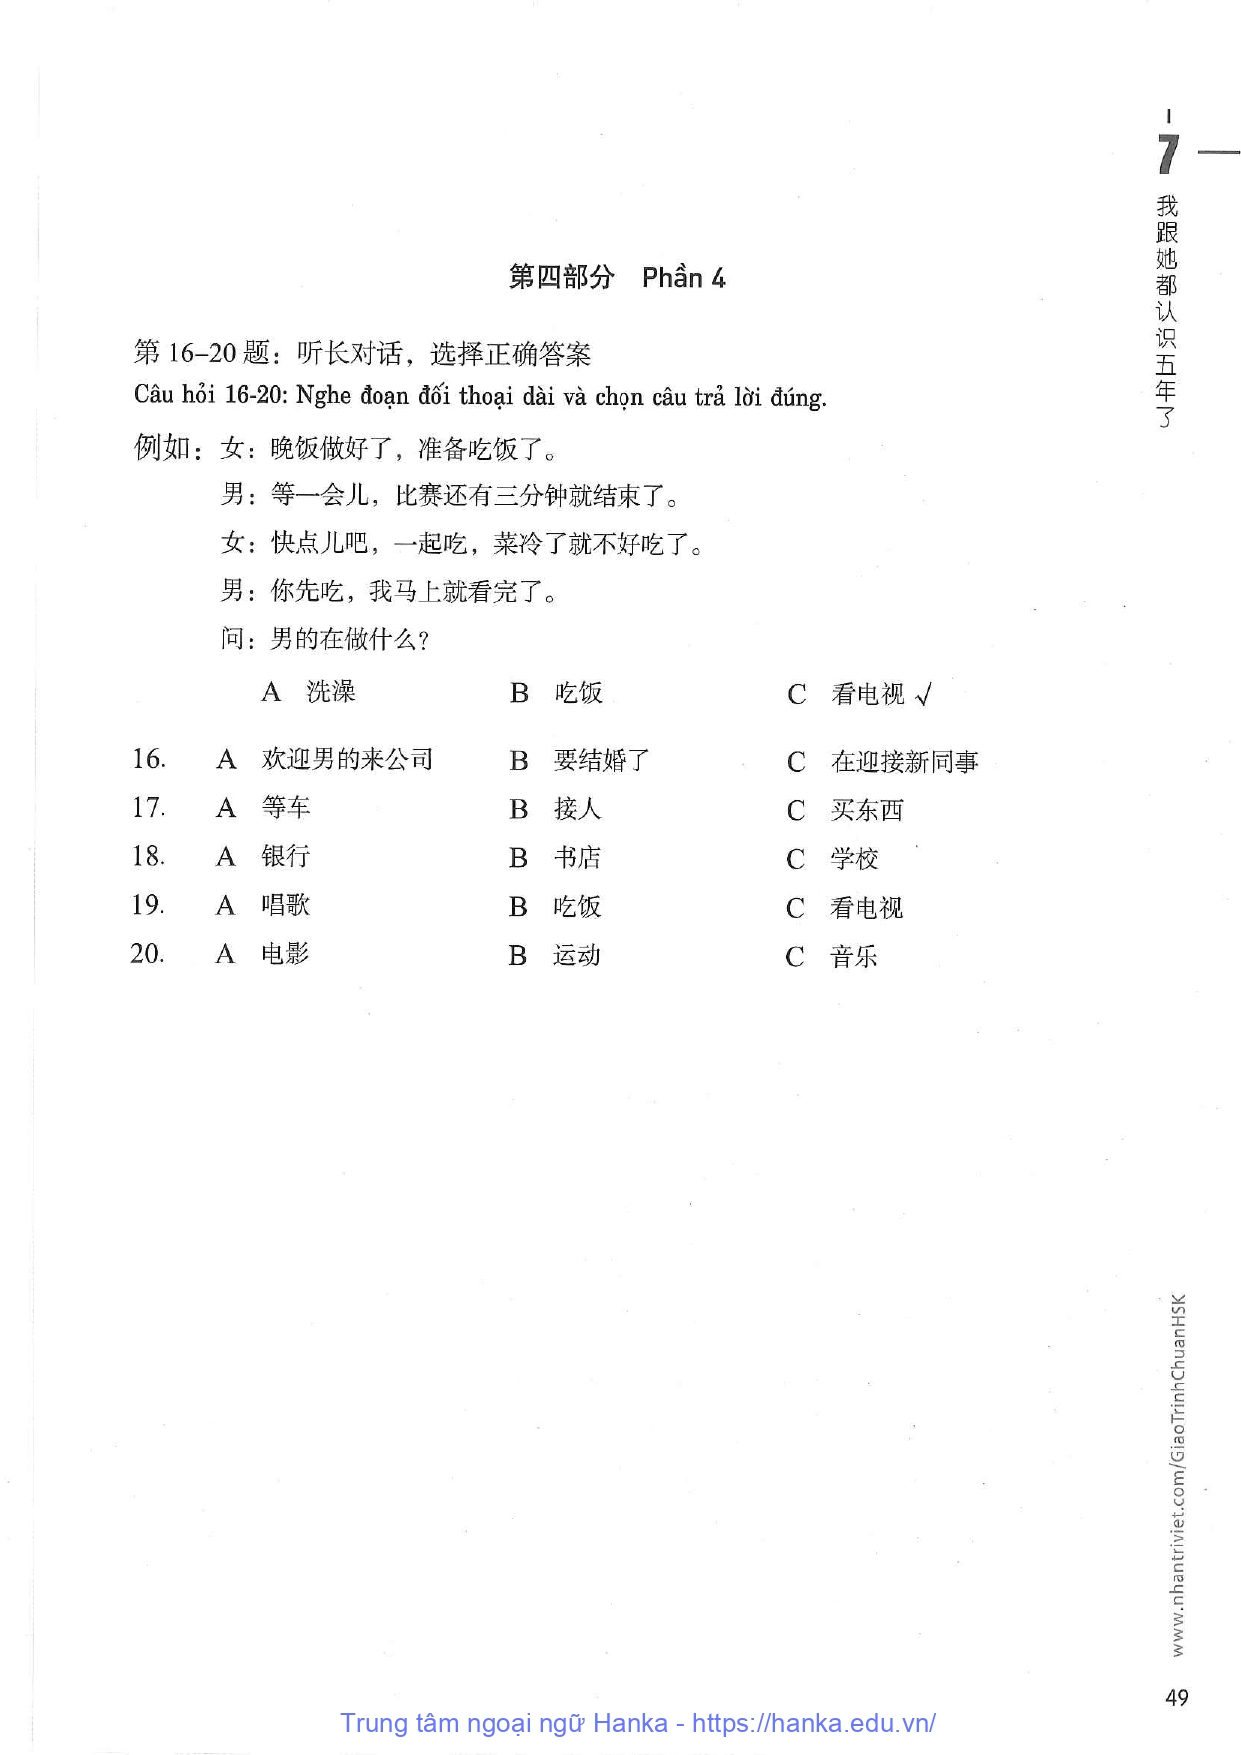 7
我跟她都认识五年了
第四部分 Phần 4
第 16–20 题：听长对话，选择正确答案
Câu hỏi 16-20: Nghe đoạn đối thoại dài và chọn câu trả lời đúng.
例如：女：晚饭做好了，准备吃饭了。
男：等一会儿，比赛还有三分钟就结束了。
女：快点儿吧，一起吃，菜冷了就不好吃了。
男：你先吃，我马上就看完了。
问：男的在做什么？
A 洗澡 B 吃饭 C 看电视 √
16. A 欢迎男的来公司 B 要结婚了 C 在迎接新同事
17. A 等车 B 接人 C 买东西
18. A 银行 B 书店 C 学校
19. A 唱歌 B 吃饭 C 看电视
20. A 电影 B 运动 C 音乐
www.nhantriviet.com/GiaoTrinhChuanHSK
49
Trung tâm ngoại ngữ Hanka - https://hanka.edu.vn/